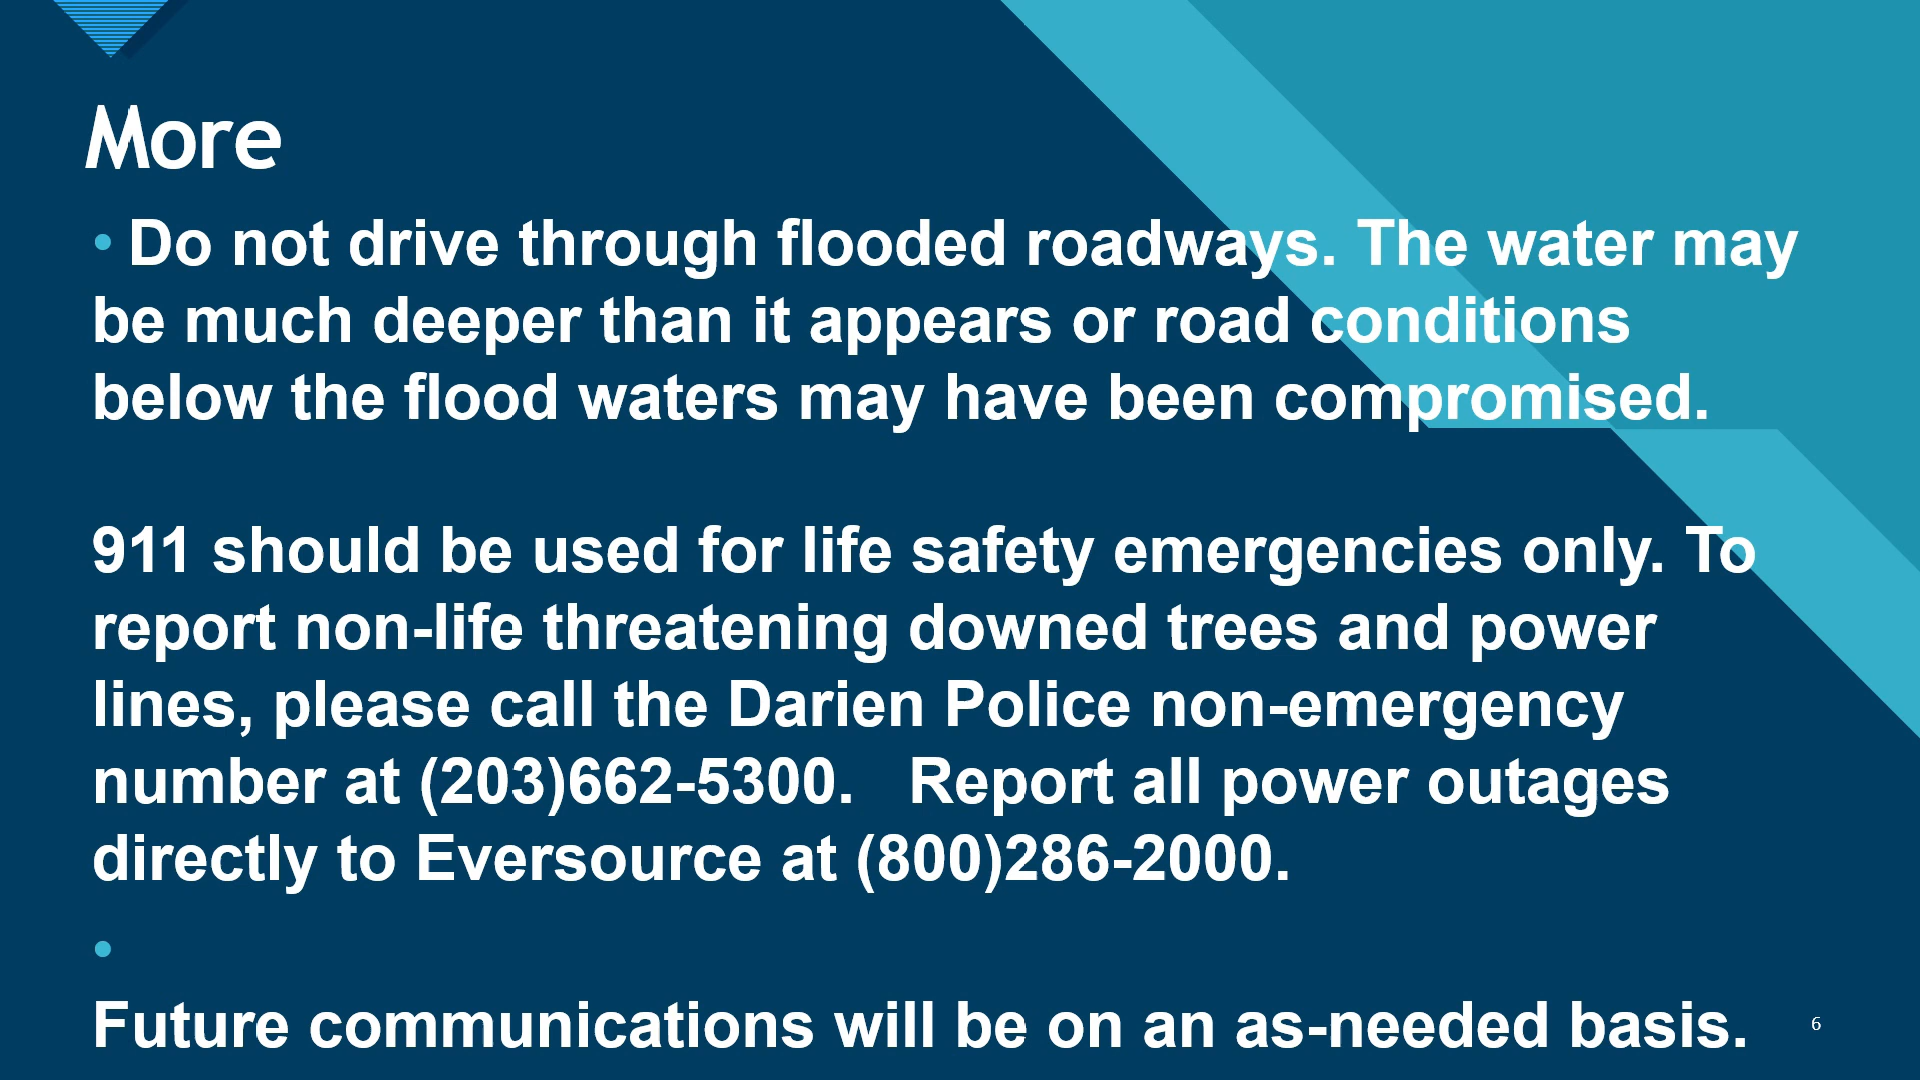 More
• Do not drive through flooded roadways. The water may
be much deeper than it appears or road conditions
below the flood waters may have been compromised.
911 should be used for life safety emergencies only. To
report non-life threatening downed trees and power
lines, please call the Darien Police non-emergency
number at (203)662-5300.   Report all power outages
directly to Eversource at (800)286-2000.
•
Future communications will be on an as-needed basis.
6